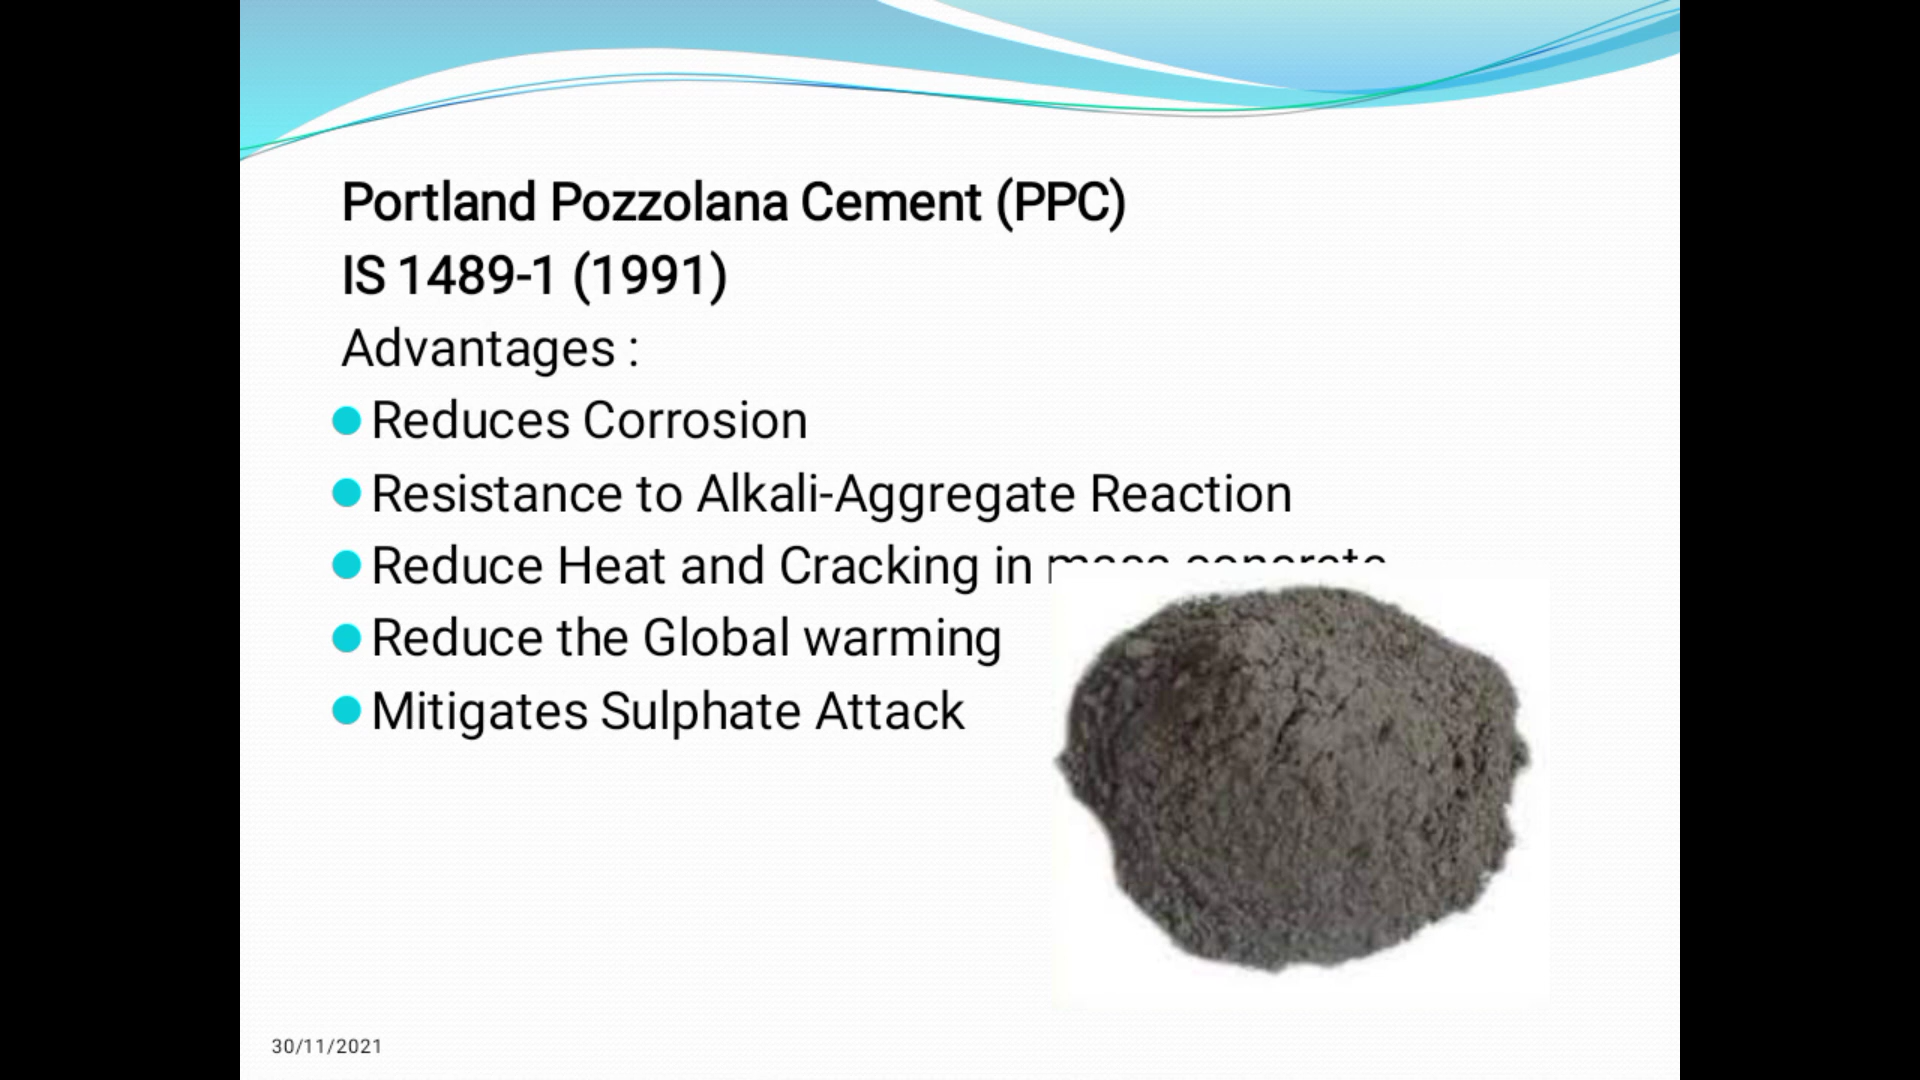 Portland Pozzolana Cement (PPC)
IS 1489-1 (1991)
Advantages :
Reduces Corrosion
Resistance to Alkali-Aggregate Reaction
Reduce Heat and Cracking in mass concrete
Reduce the Global warming
Mitigates Sulphate Attack
30/11/2021